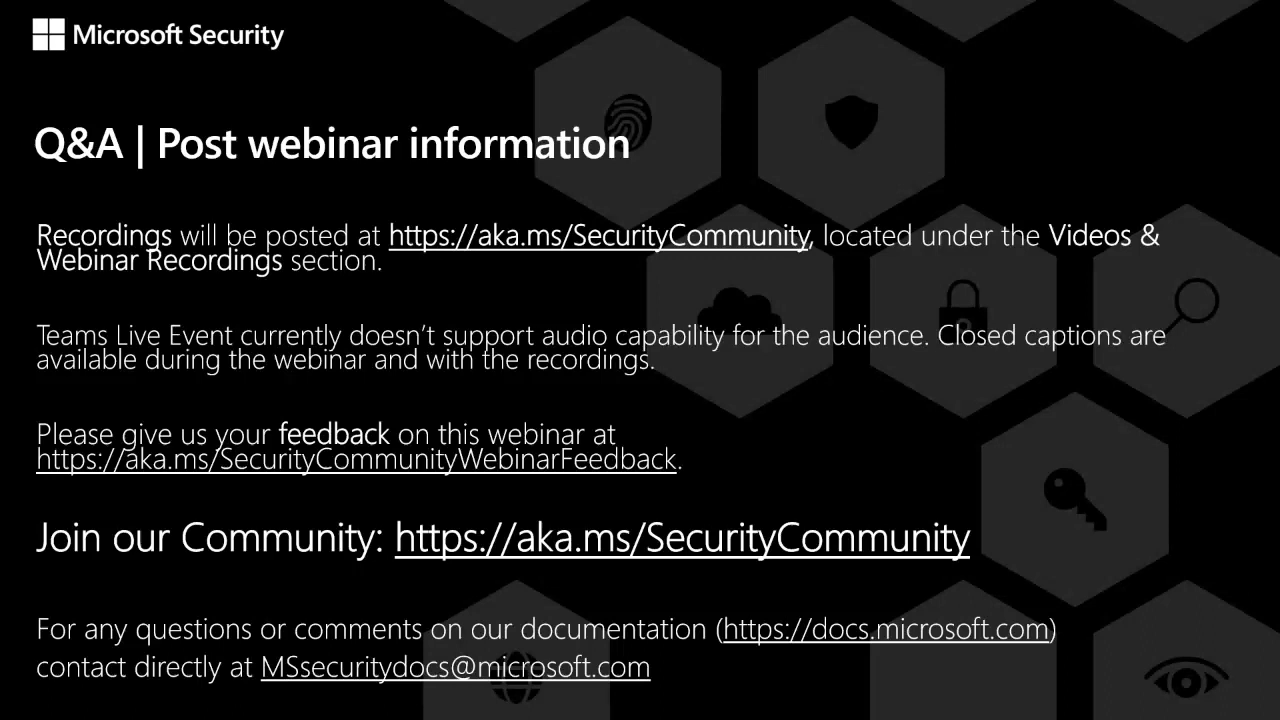 Microsoft Security
Q&A | Post webinar information
Recordings will be posted at https://aka.ms/SecurityCommunity, located under the Videos &
Webinar Recordings section.
Teams Live Event currently doesn’t support audio capability for the audience. Closed captions are
available during the webinar and with the recordings.
Please give us your feedback on this webinar at
https://aka.ms/SecurityCommunityWebinarFeedback.
Join our Community: https://aka.ms/SecurityCommunity
For any questions or comments on our documentation (https://docs.microsoft.com)
contact directly at MSsecuritydocs@microsoft.com